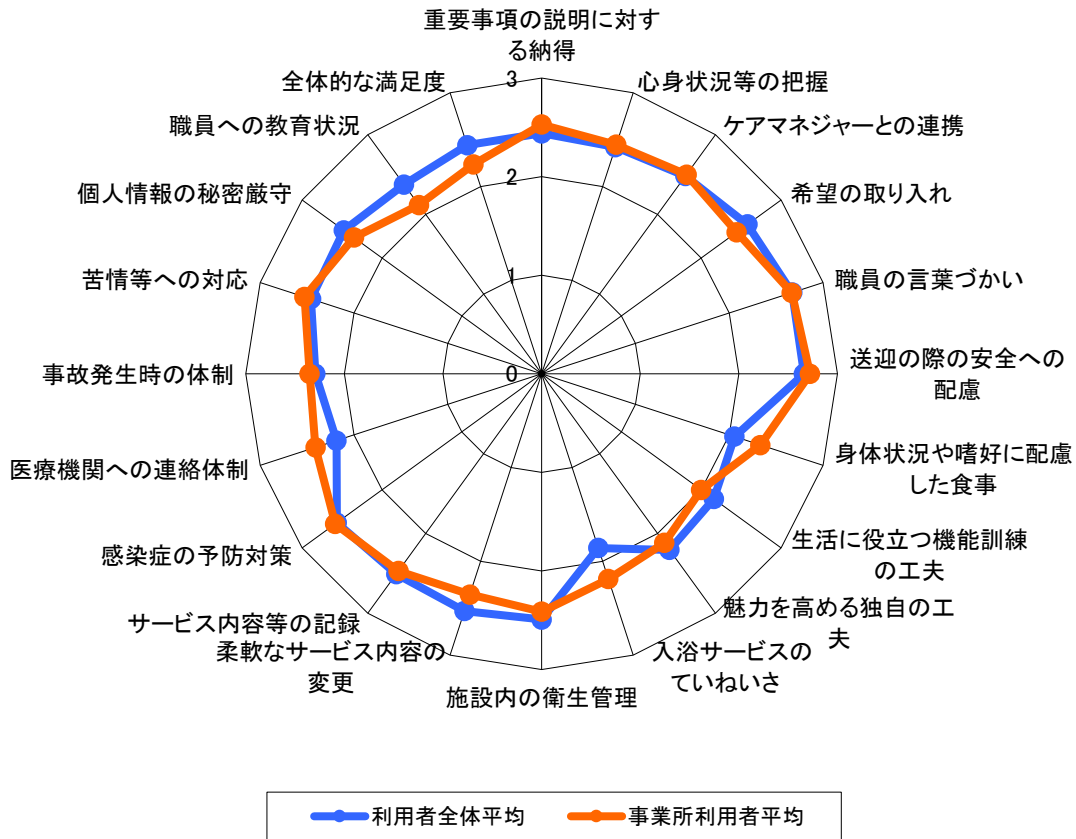 重要事項の説明に対す
る納得
心身状況等の把握
ケアマネジャーとの連携
希望の取り入れ
職員の言葉づかい
送迎の際の安全への
配慮
身体状況や嗜好に配慮
した食事
生活に役立つ機能訓練
の工夫
魅力を高める独自の工
夫
入浴サービスの
ていねいさ
施設内の衛生管理
柔軟なサービス内容の
変更
サービス内容等の記録
感染症の予防対策
医療機関への連絡体制
事故発生時の体制
苦情等への対応
個人情報の秘密厳守
職員への教育状況
全体的な満足度
3
2
1
0
利用者全体平均
事業所利用者平均